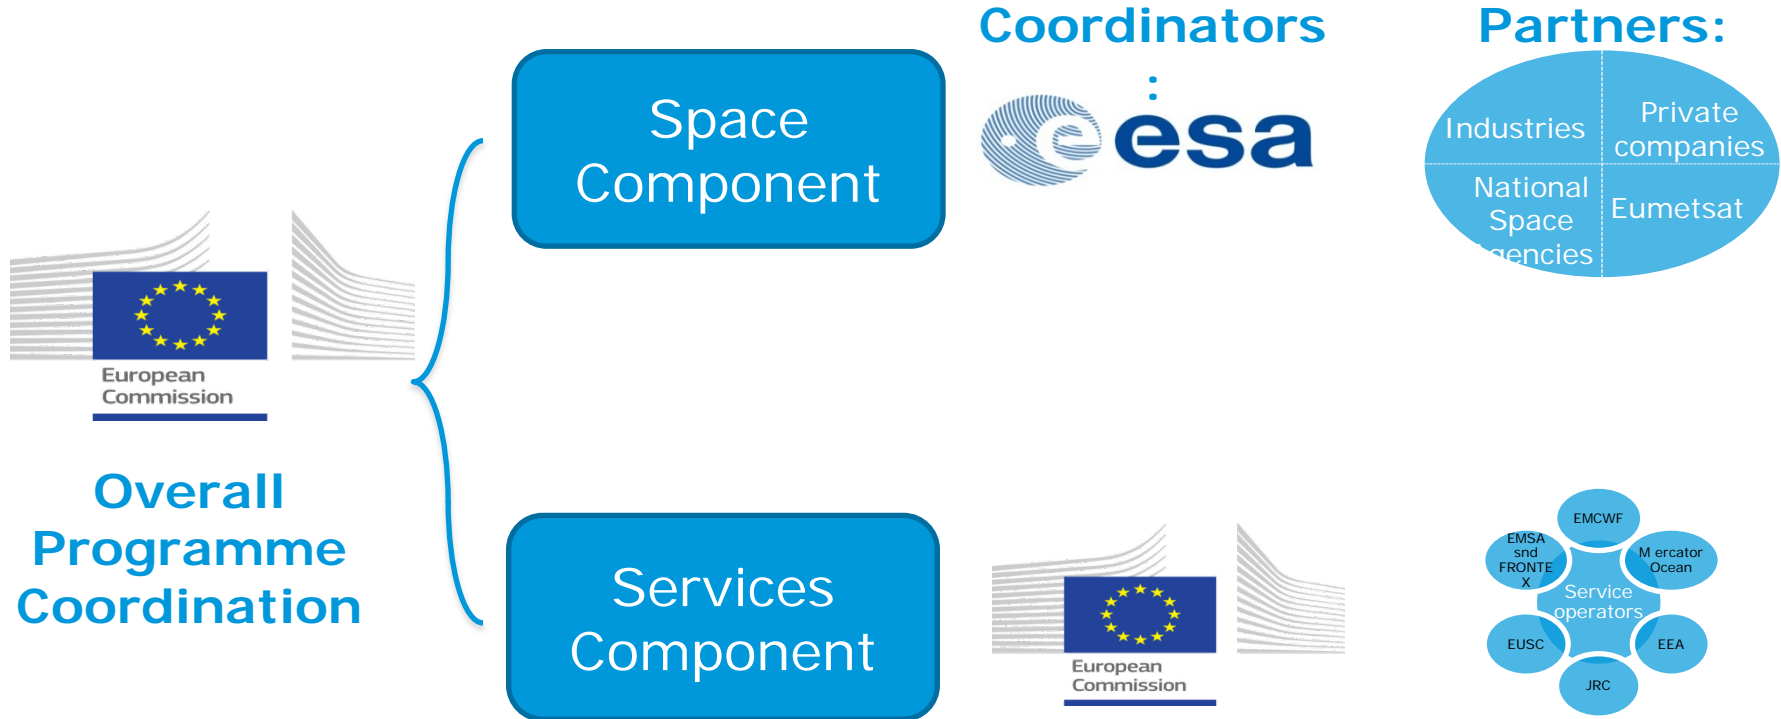 Coordinators
:
Partners:
Space
Component
esa
Industries
Private
companies
National
Space
gencies
Eumetsat
European
Commission
Overall
Programme
Coordination
Services
Component
European
Commission
EMCWF
EMSA
snd
FRONTE
X
M ercator
Ocean
Service
operators
EUSC
EEA
JRC